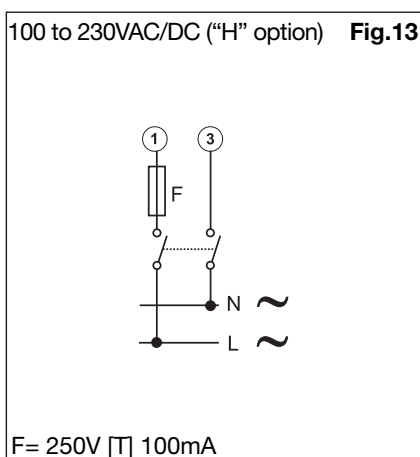 100 to 230VAC/DC (“H” option) Fig.13
1 3
F
N ~
L ~
F= 250V [T] 100mA